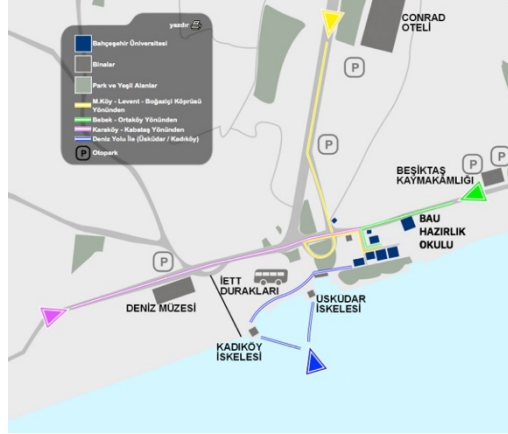 yazdır
Bahçeşehir Üniversitesi
Binalar
Park ve Yeşil Alanlar
M.Köy - Levent - Boğaziçi Köprüsü
Yönünden
Bebek - Ortaköy Yönünden
Karaköy - Kabataş Yönünden
Deniz Yolu İle (Üsküdar / Kadıköy)
P Otopark
CONRAD
OTELİ
P
P
P P
BEŞİKTAŞ
KAYMAKAMLIĞI
BAU
HAZIRLIK
OKULU
P
İETT
DURAKLARI
DENİZ MÜZESİ
USKÜDAR
İSKELESİ
KADIKÖY
İSKELESİ